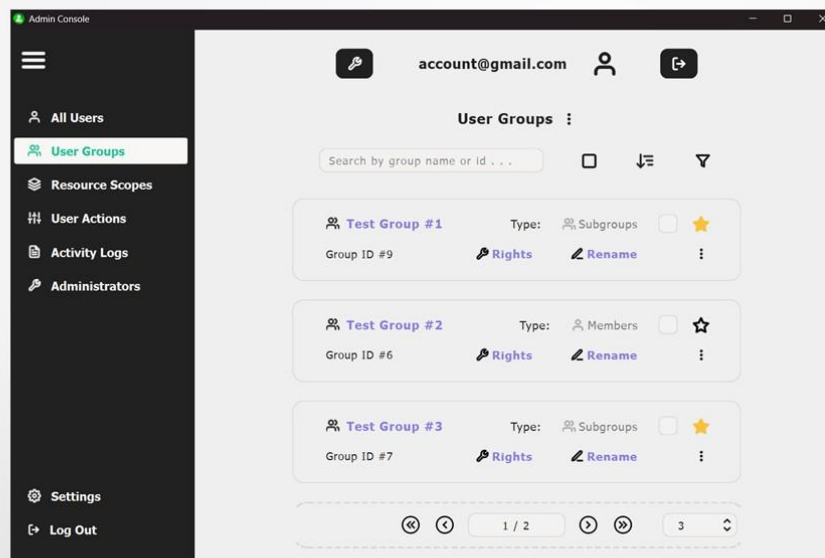 Admin Console
account@gmail.com
All Users
User Groups
Resource Scopes
User Actions
Activity Logs
Administrators
Settings
Log Out
User Groups
Search by group name or id . . .
Test Group #1 Type: Subgroups
Group ID #9 Rights Rename
Test Group #2 Type: Members
Group ID #6 Rights Rename
Test Group #3 Type: Subgroups
Group ID #7 Rights Rename
1 / 2 3